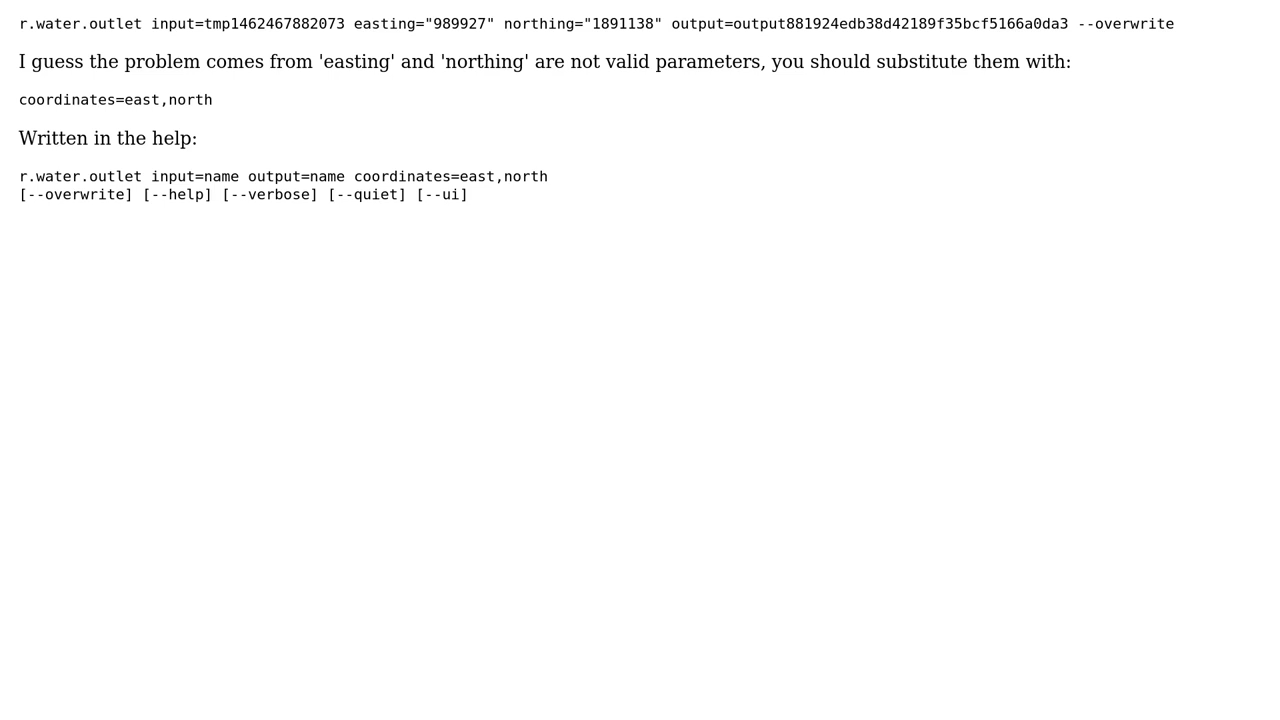 r.water.outlet input=tmp1462467882073 easting="989927" northing="1891138" output=output881924edb38d42189f35bcf5166a0da3 --overwrite
I guess the problem comes from 'easting' and 'northing' are not valid parameters, you should substitute them with:
coordinates=east,north
Written in the help:
r.water.outlet input=name output=name coordinates=east,north
[--overwrite] [--help] [--verbose] [--quiet] [--ui]